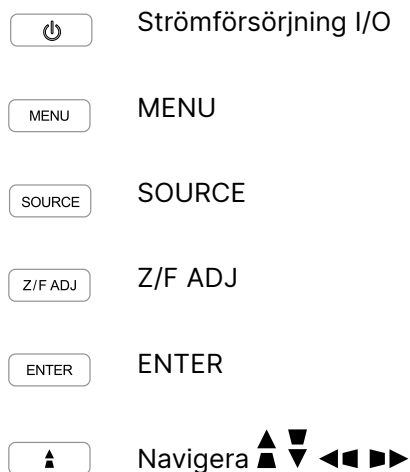 Strömförsörjning I/O
MENU MENU
SOURCE SOURCE
Z/F ADJ Z/F ADJ
ENTER ENTER
Navigera